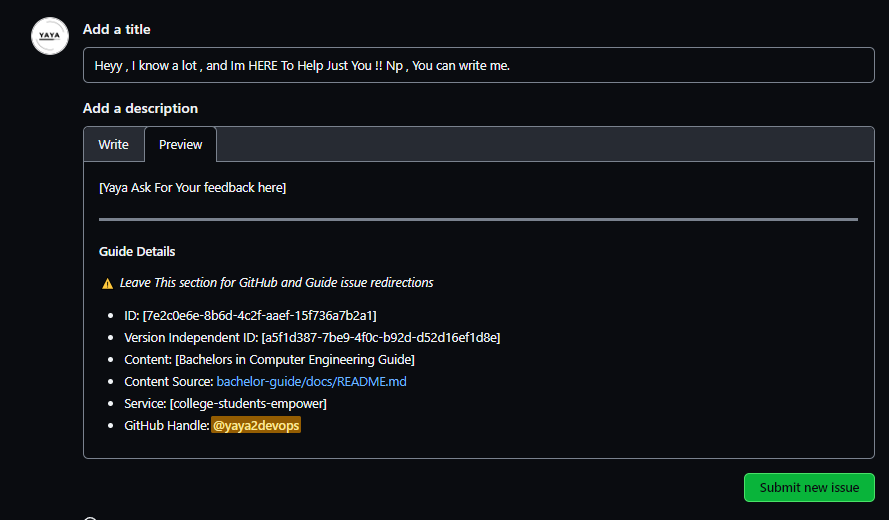 YAYA
Add a title
Heyy , I know a lot , and Im HERE To Help Just You !! Np , You can write me.
Add a description
Write Preview
[Yaya Ask For Your feedback here]
Guide Details
⚠ Leave This section for GitHub and Guide issue redirections
• ID: [7e2c0e6e-8b6d-4c2f-aaef-15f736a7b2a1]
• Version Independent ID: [a5f1d387-7be9-4f0c-b92d-d52d16ef1d8e]
• Content: [Bachelors in Computer Engineering Guide]
• Content Source: bachelor-guide/docs/README.md
• Service: [college-students-empower]
• GitHub Handle: @yaya2devops
Submit new issue